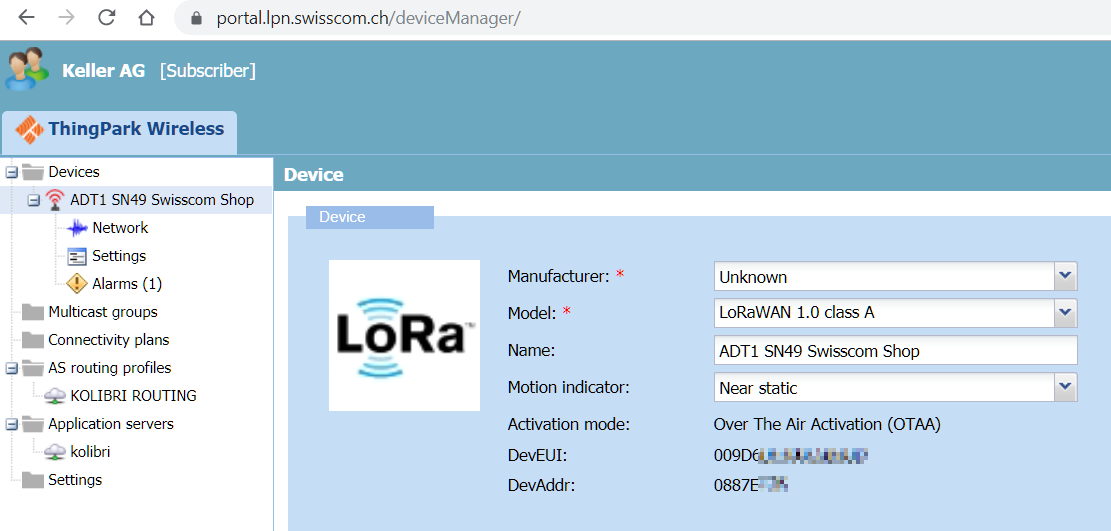 portal.lpn.swisscom.ch/deviceManager/
Keller AG [Subscriber]
ThingPark Wireless
Devices
ADT1 SN49 Swisscom Shop
Network
Settings
Alarms (1)
Multicast groups
Connectivity plans
AS routing profiles
KOLIBRI ROUTING
Application servers
kolibri
Settings
Device
Device
LoRa™
Manufacturer: * Unknown
Model: * LoRaWAN 1.0 class A
Name: ADT1 SN49 Swisscom Shop
Motion indicator: Near static
Activation mode: Over The Air Activation (OTAA)
DevEUI: 009D6
DevAddr: 0887E